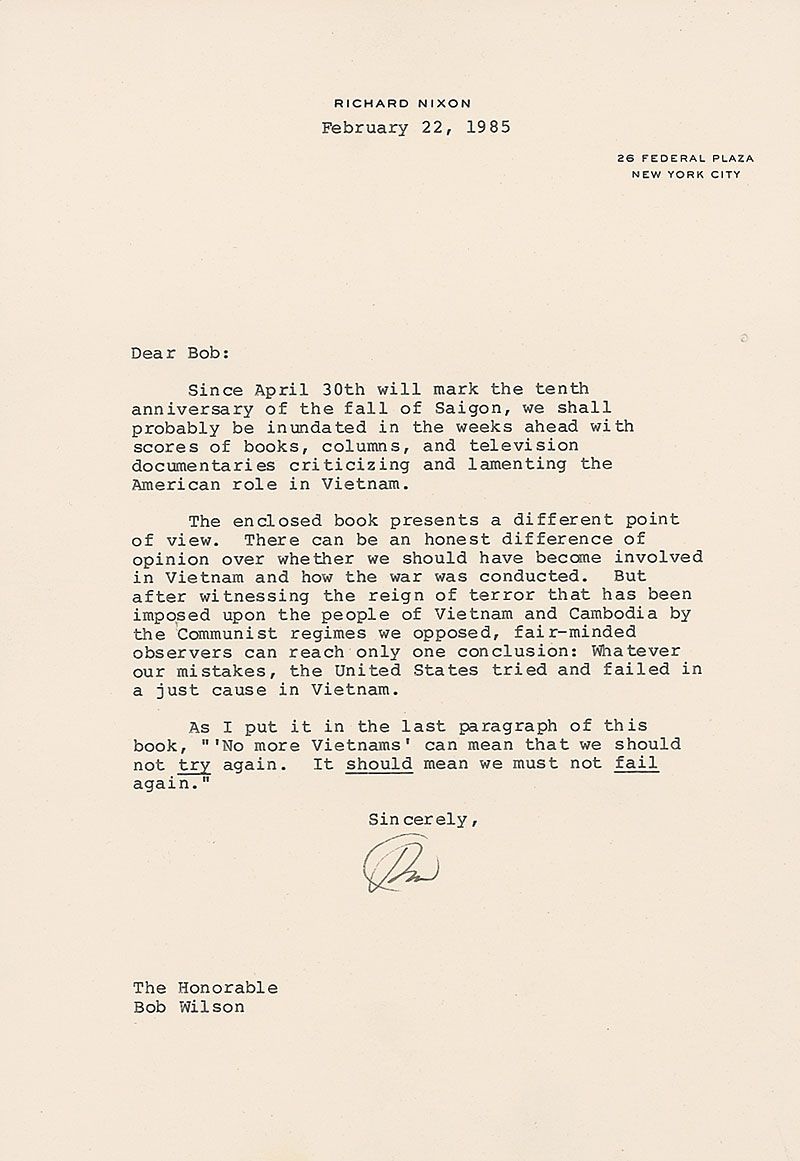 RICHARD NIXON
February 22, 1985
26 FEDERAL PLAZA
NEW YORK CITY
Dear Bob:
Since April 30th will mark the tenth
anniversary of the fall of Saigon, we shall
probably be inundated in the weeks ahead with
scores of books, columns, and television
documentaries criticizing and lamenting the
American role in Vietnam.
The enclosed book presents a different point
of view. There can be an honest difference of
opinion over whether we should have become involved
in Vietnam and how the war was conducted. But
after witnessing the reign of terror that has been
imposed upon the people of Vietnam and Cambodia by
the Communist regimes we opposed, fair-minded
observers can reach only one conclusion: Whatever
our mistakes, the United States tried and failed in
a just cause in Vietnam.
As I put it in the last paragraph of this
book, "'No more Vietnams' can mean that we should
not try again. It should mean we must not fail
again."
Sincerely,
RN
The Honorable
Bob Wilson